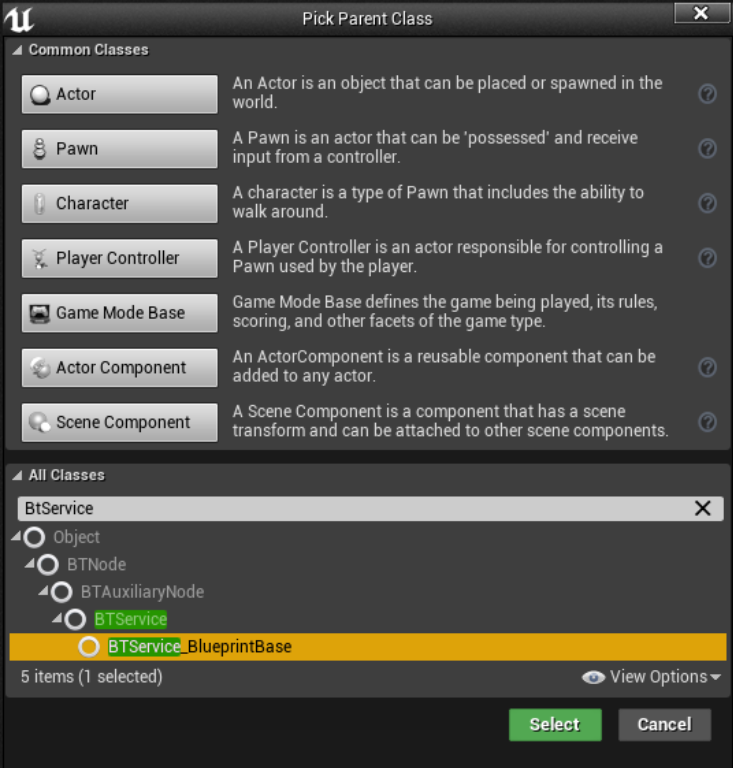 Pick Parent Class
Common Classes
Actor
An Actor is an object that can be placed or spawned in the
world.
Pawn
A Pawn is an actor that can be 'possessed' and receive
input from a controller.
Character
A character is a type of Pawn that includes the ability to
walk around.
Player Controller
A Player Controller is an actor responsible for controlling a
Pawn used by the player.
Game Mode Base
Game Mode Base defines the game being played, its rules,
scoring, and other facets of the game type.
Actor Component
An ActorComponent is a reusable component that can be
added to any actor.
Scene Component
A Scene Component is a component that has a scene
transform and can be attached to other scene components.
All Classes
BtService
Object
BTNode
BTAuxiliaryNode
BTService
BTService_BlueprintBase
5 items (1 selected)
View Options
Select
Cancel